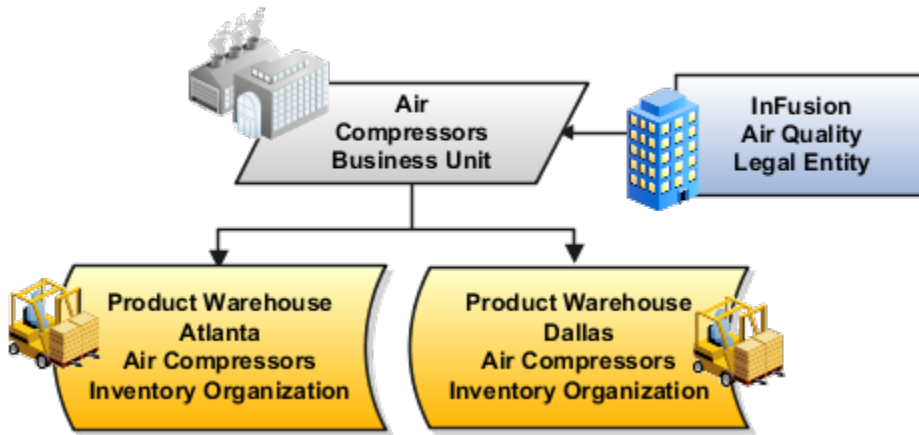 Air
Compressors
Business Unit
InFusion
Air Quality
Legal Entity
Product Warehouse
Atlanta
Air Compressors
Inventory Organization
Product Warehouse
Dallas
Air Compressors
Inventory Organization